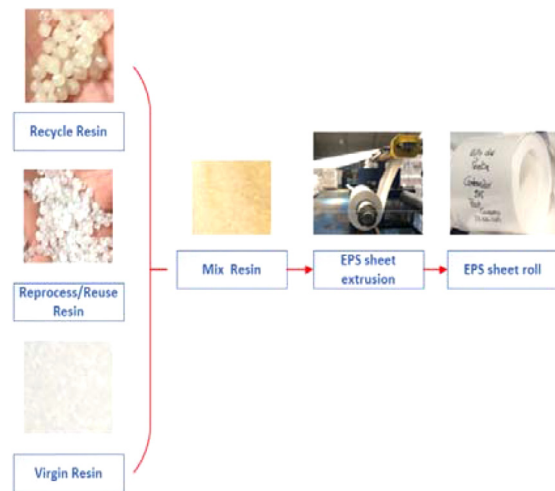 Recycle Resin
Reprocess/Reuse
Resin
Virgin Resin
Mix Resin
EPS sheet
extrusion
EPS sheet roll